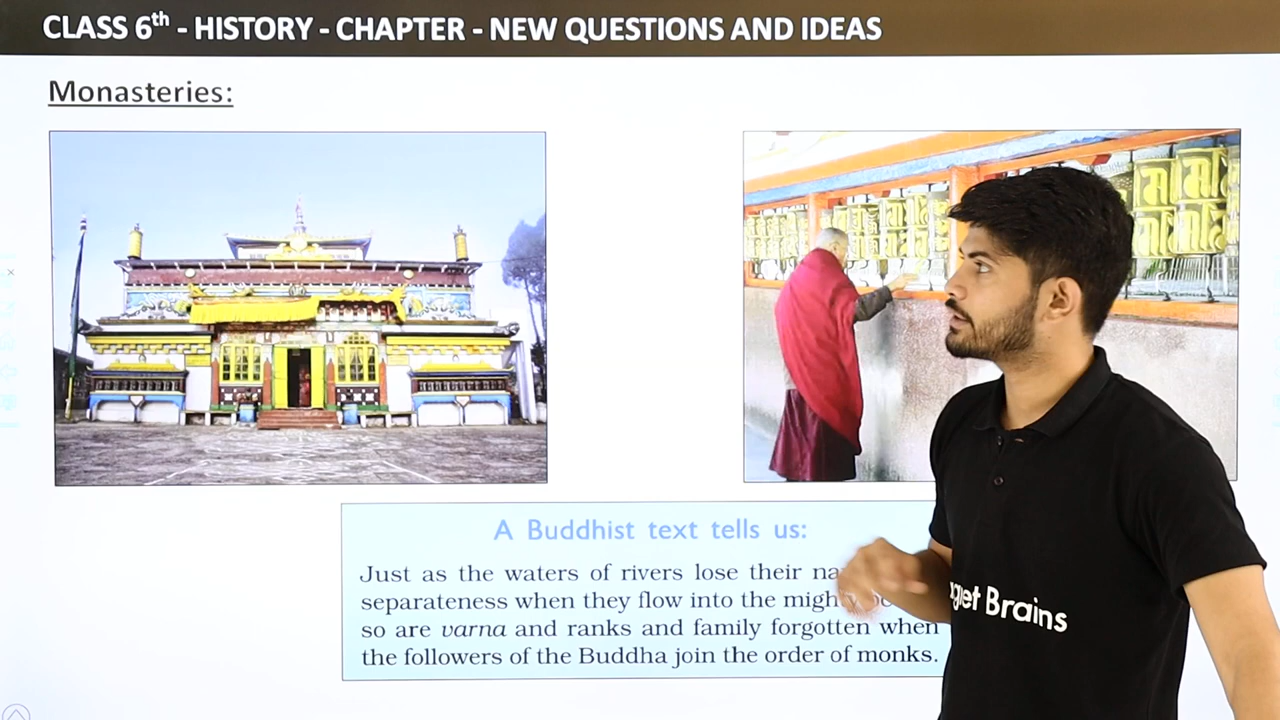 CLASS 6th - HISTORY - CHAPTER - NEW QUESTIONS AND IDEAS
Monasteries:
A Buddhist text tells us:
Just as the waters of rivers lose their
separateness when they flow into the
so are varna and ranks and family forgotten when
the followers of the Buddha join the order of monks.
Brains